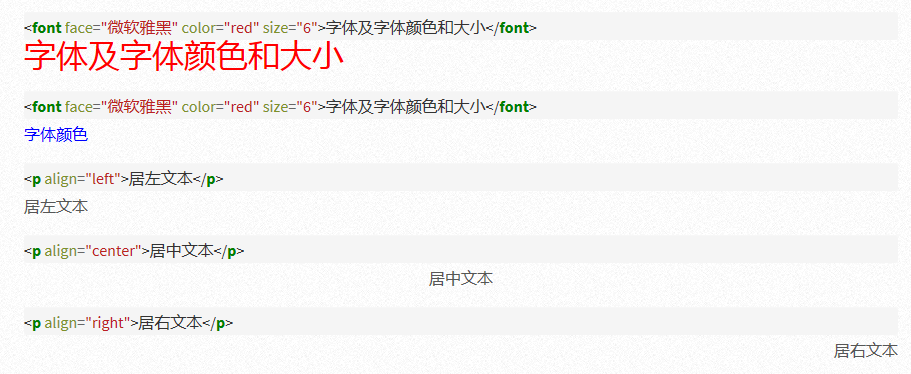 <font face="微软雅黑" color="red" size="6">字体及字体颜色和大小</font>
字体及字体颜色和大小
<font face="微软雅黑" color="red" size="6">字体及字体颜色和大小</font>
字体颜色
<p align="left">居左文本</p>
居左文本
<p align="center">居中文本</p>
居中文本
<p align="right">居右文本</p>
居右文本